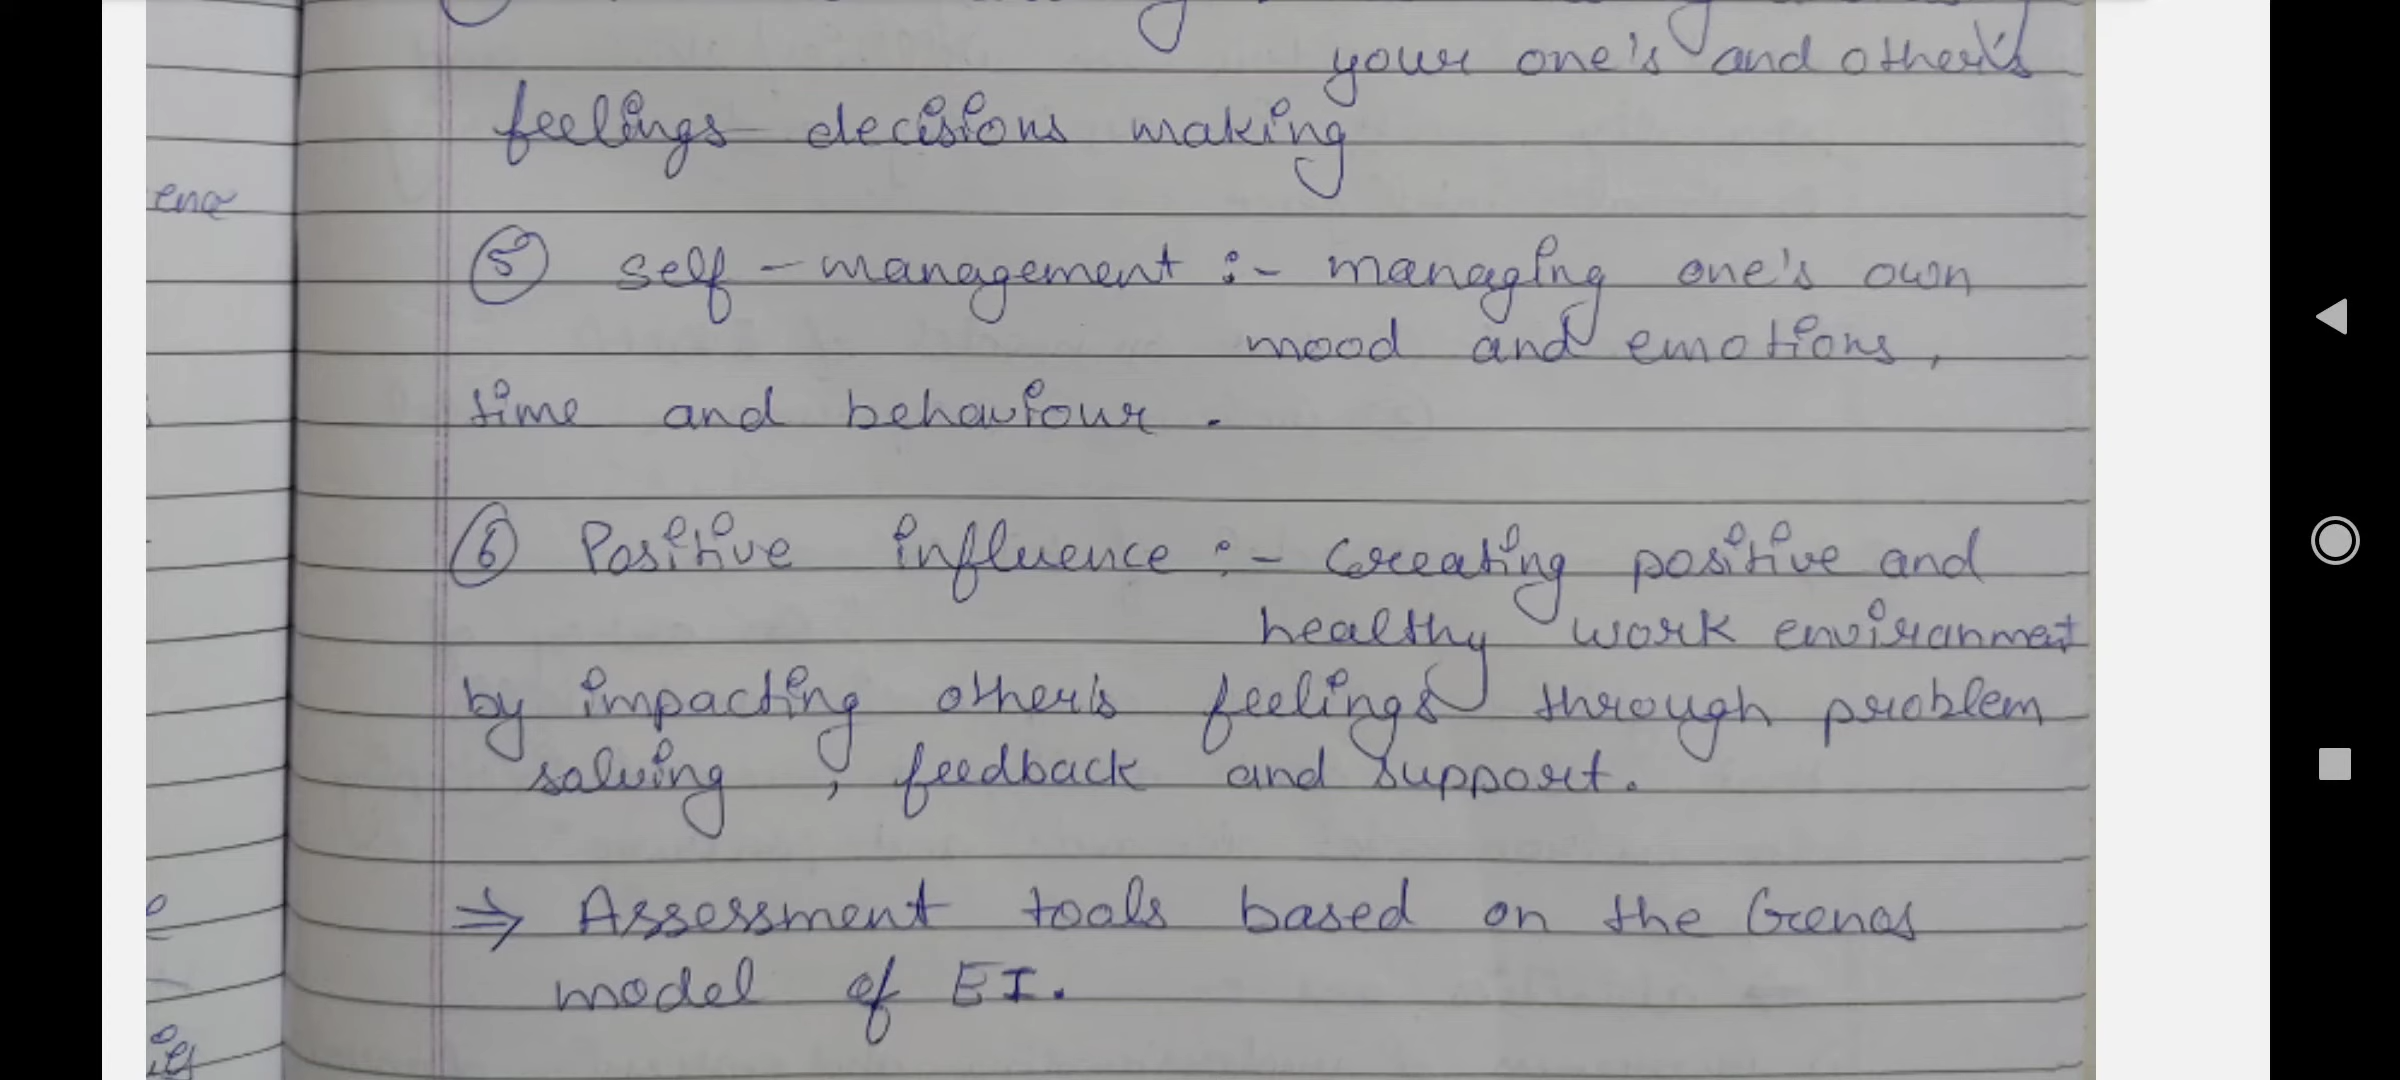 your one's and other's
feelings decisions making
⑤ self-management :- managing one's own
mood and emotions,
time and behaviour.
⑥ Positive influence :- Creating positive and
healthy work environment
by impacting other's feelings through problem
solving, feedback and support.
⇒ Assessment tools based on the Genos
model of EI.